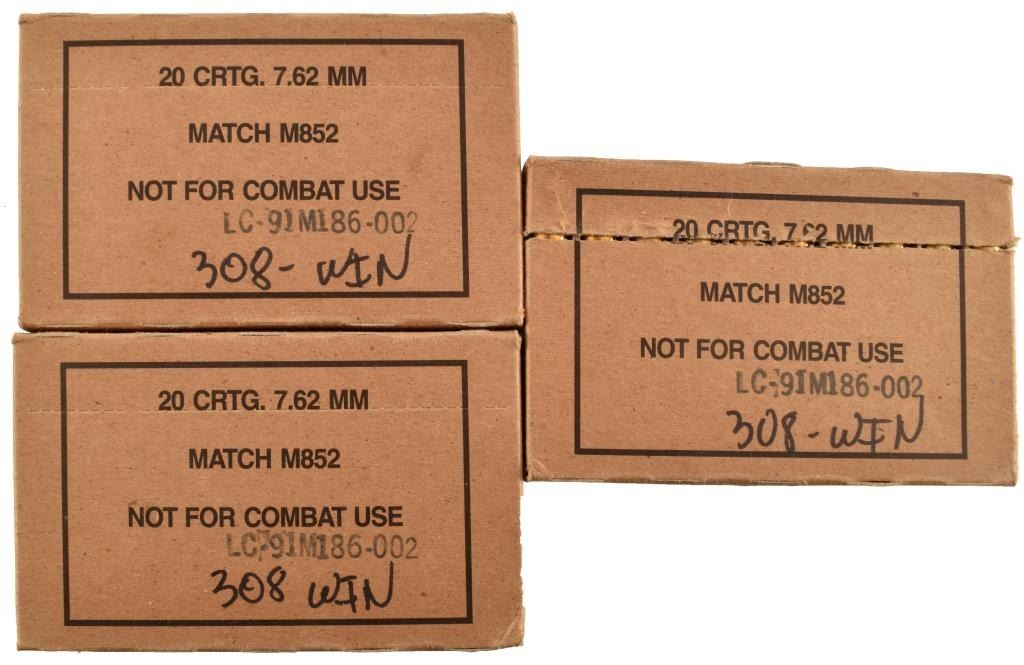 20 CRTG. 7.62 MM
MATCH M852
NOT FOR COMBAT USE
LC-91M186-002
308-WIN
20 CRTG. 7.62 MM
MATCH M852
NOT FOR COMBAT USE
LC-91M186-002
308-WIN
20 CRTG. 7.62 MM
MATCH M852
NOT FOR COMBAT USE
LC-91M186-002
308 WIN